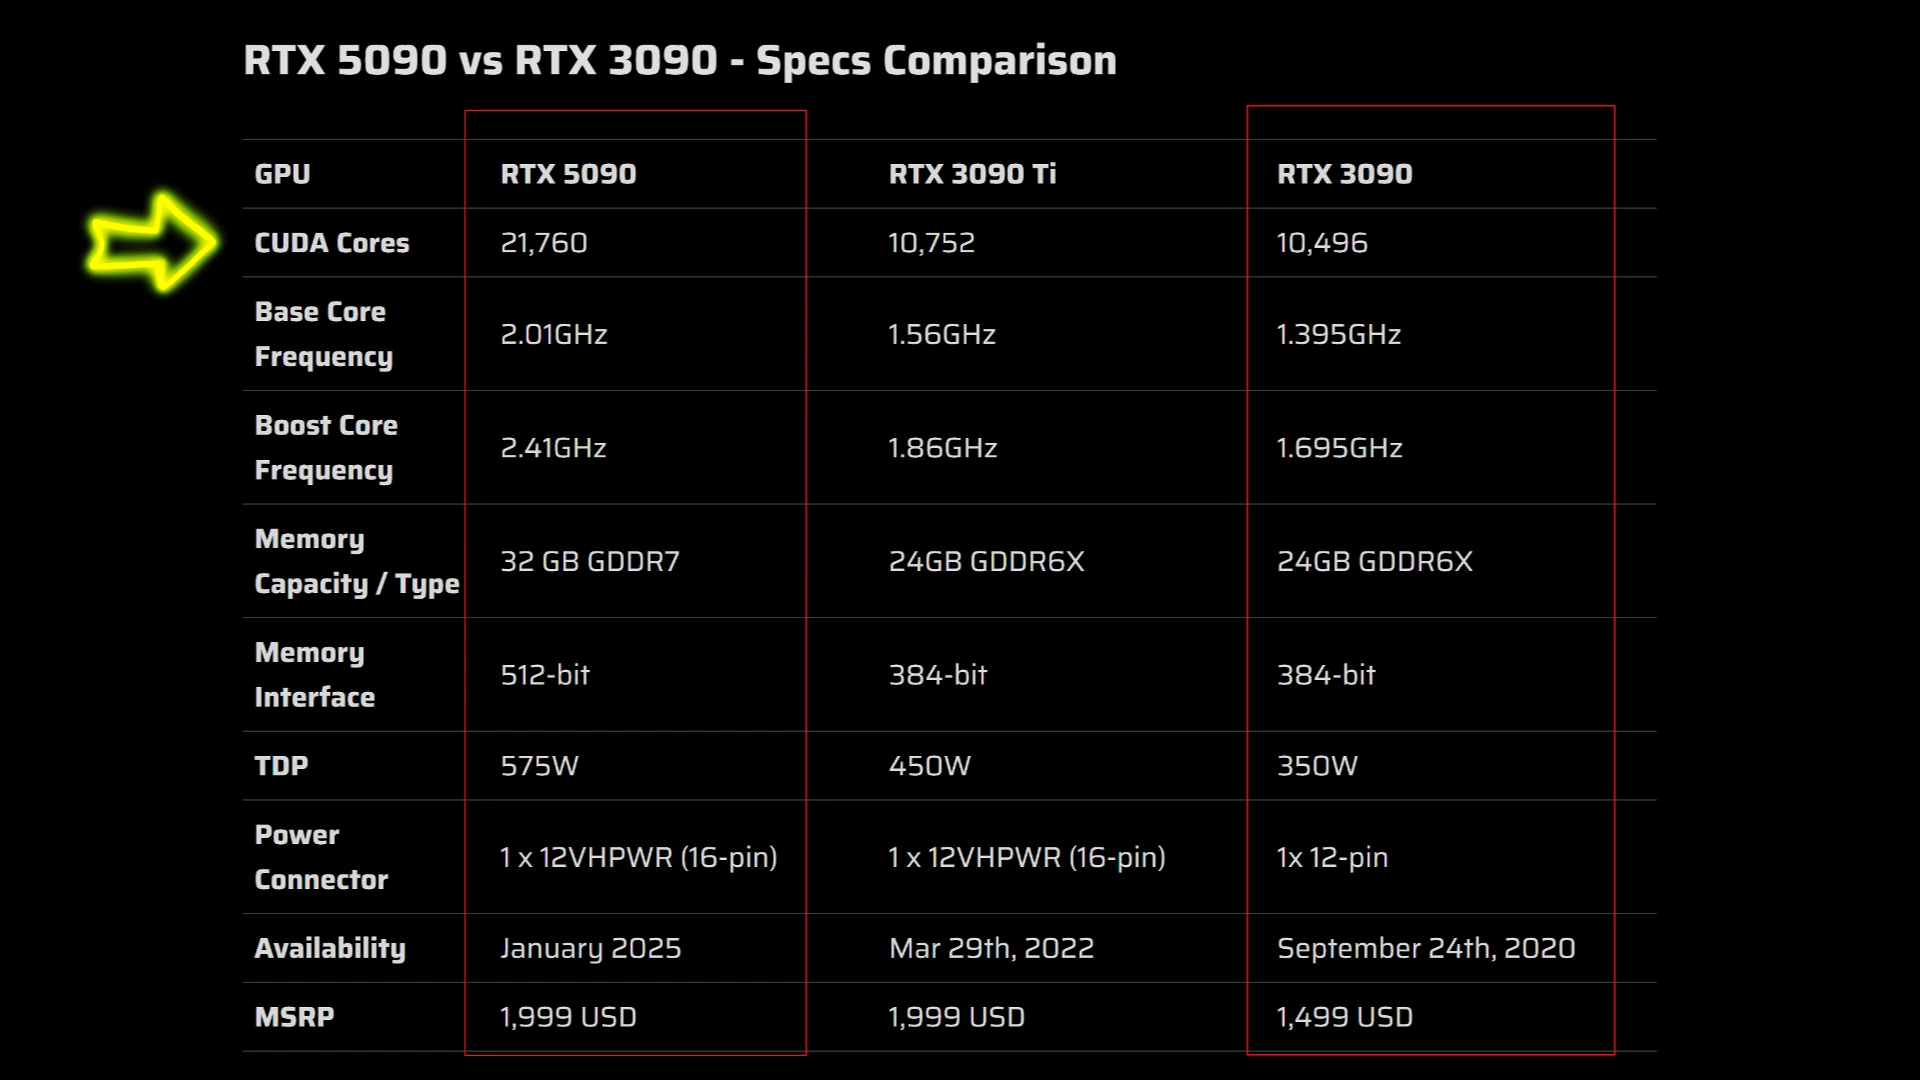 RTX 5090 vs RTX 3090 - Specs Comparison
GPU RTX 5090 RTX 3090 Ti RTX 3090
CUDA Cores 21,760 10,752 10,496
Base Core
Frequency 2.01GHz 1.56GHz 1.395GHz
Boost Core
Frequency 2.41GHz 1.86GHz 1.695GHz
Memory
Capacity / Type 32 GB GDDR7 24GB GDDR6X 24GB GDDR6X
Memory
Interface 512-bit 384-bit 384-bit
TDP 575W 450W 350W
Power
Connector 1 x 12VHPWR (16-pin) 1 x 12VHPWR (16-pin) 1x 12-pin
Availability January 2025 Mar 29th, 2022 September 24th, 2020
MSRP 1,999 USD 1,999 USD 1,499 USD